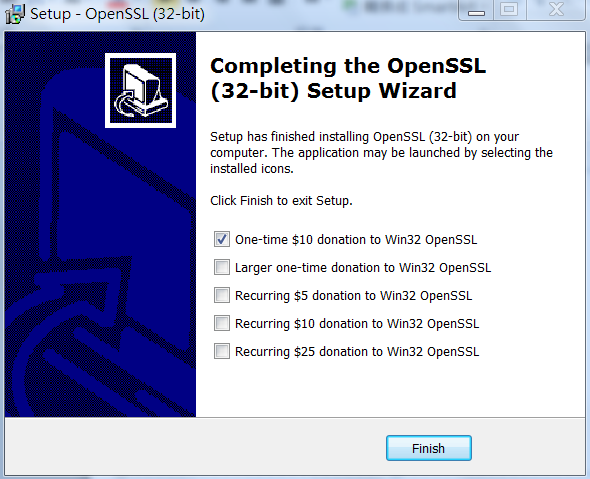 Setup - OpenSSL (32-bit)
Completing the OpenSSL
(32-bit) Setup Wizard
Setup has finished installing OpenSSL (32-bit) on your
computer. The application may be launched by selecting the
installed icons.
Click Finish to exit Setup.
One-time $10 donation to Win32 OpenSSL
Larger one-time donation to Win32 OpenSSL
Recurring $5 donation to Win32 OpenSSL
Recurring $10 donation to Win32 OpenSSL
Recurring $25 donation to Win32 OpenSSL
Finish